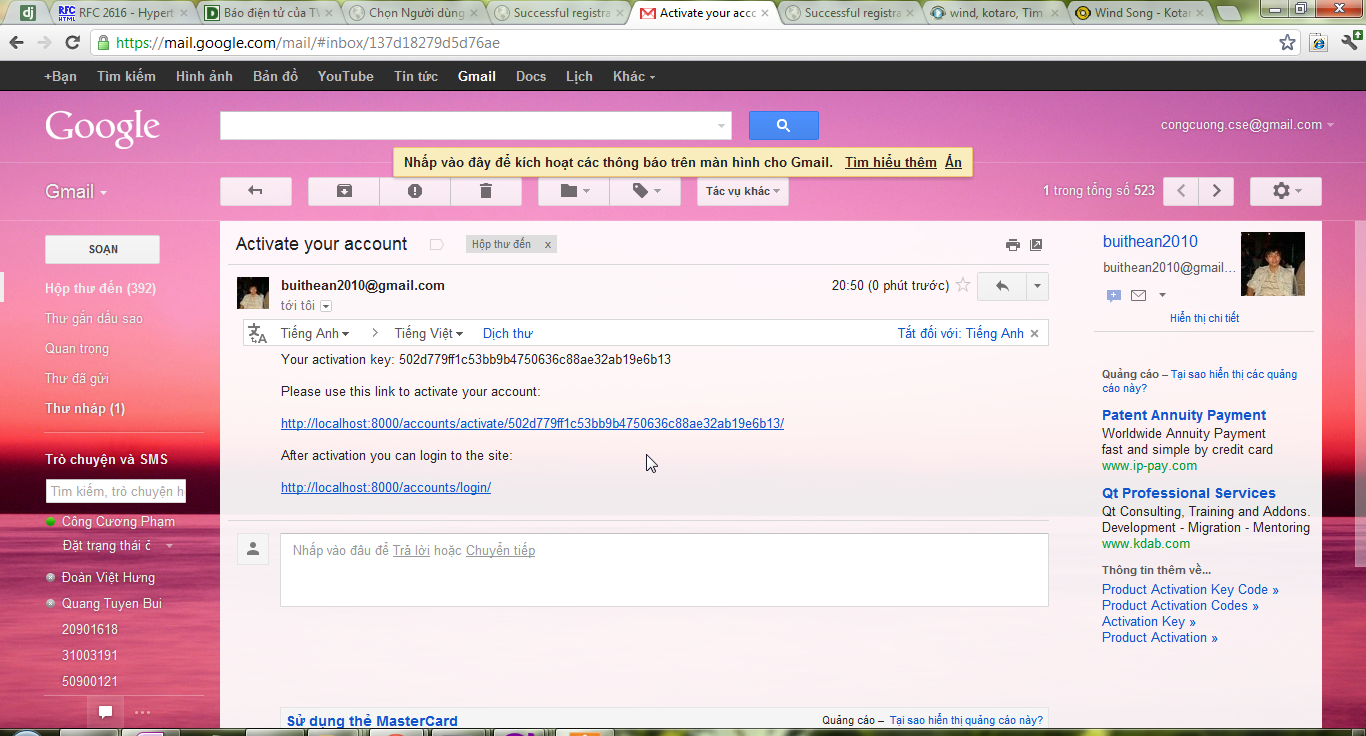 dj
RFC HTML RFC 2616 - Hypert
Báo điện tử của TW
Chọn Người dùng
Successful registra
Activate your acco
Successful registra
wind, kotaro, Tim
Wind Song - Kota
https://mail.google.com/mail/#inbox/137d18279d5d76ae
+Bạn Tìm kiếm Hình ảnh Bản đồ YouTube Tin tức Gmail Docs Lịch Khác
Google
congcuong.cse@gmail.com
Nhấp vào đây để kích hoạt các thông báo trên màn hình cho Gmail. Tìm hiểu thêm Ẩn
Gmail
Tác vụ khác
1 trong tổng số 523
SOẠN
Hộp thư đến (392)
Thư gắn dấu sao
Quan trọng
Thư đã gửi
Thư nháp (1)
Trò chuyện và SMS
Tìm kiếm, trò chuyện h
Công Cương Phạm
Đặt trạng thái ở
Đoàn Việt Hưng
Quang Tuyen Bui
20901618
31003191
50900121
Activate your account
Hộp thư đến x
buithean2010@gmail.com
20:50 (0 phút trước)
tới tôi
Tiếng Anh > Tiếng Việt Dịch thư
Tắt đối với: Tiếng Anh
Your activation key: 502d779ff1c53bb9b4750636c88ae32ab19e6b13
Please use this link to activate your account:
http://localhost:8000/accounts/activate/502d779ff1c53bb9b4750636c88ae32ab19e6b13/
After activation you can login to the site:
http://localhost:8000/accounts/login/
Nhấp vào đâu để Trả lời hoặc Chuyển tiếp
Sử dụng thẻ MasterCard
Quảng cáo – Tại sao hiển thị quảng cáo này?
buithean2010
buithean2010@gmail...
Hiển thị chi tiết
Quảng cáo – Tại sao hiển thị các quảng
cáo này?
Patent Annuity Payment
Worldwide Annuity Payment
fast and simple by credit card
www.ip-pay.com
Qt Professional Services
Qt Consulting, Training and Addons.
Development - Migration - Mentoring
www.kdab.com
Thông tin thêm về...
Product Activation Key Code »
Product Activation Codes »
Activation Key »
Product Activation »